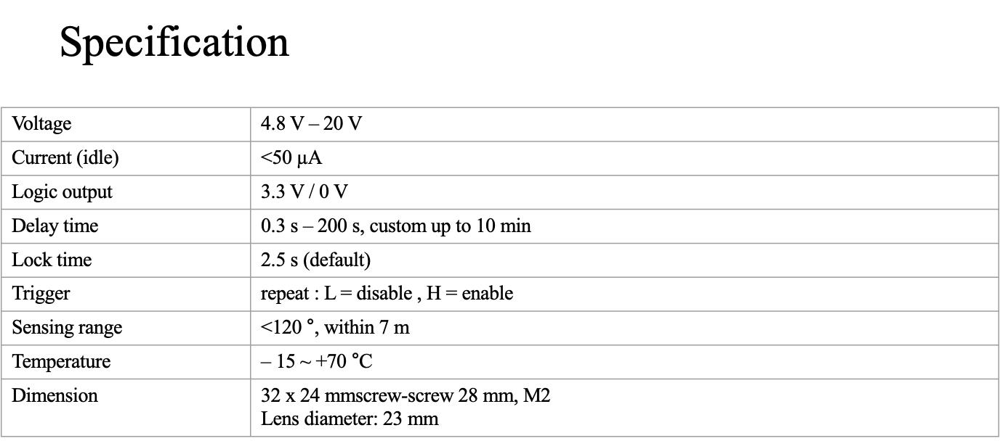 Specification
Voltage 4.8 V – 20 V
Current (idle) <50 µA
Logic output 3.3 V / 0 V
Delay time 0.3 s – 200 s, custom up to 10 min
Lock time 2.5 s (default)
Trigger repeat : L = disable , H = enable
Sensing range <120 °, within 7 m
Temperature – 15 ~ +70 °C
Dimension 32 x 24 mmscrew-screw 28 mm, M2
Lens diameter: 23 mm